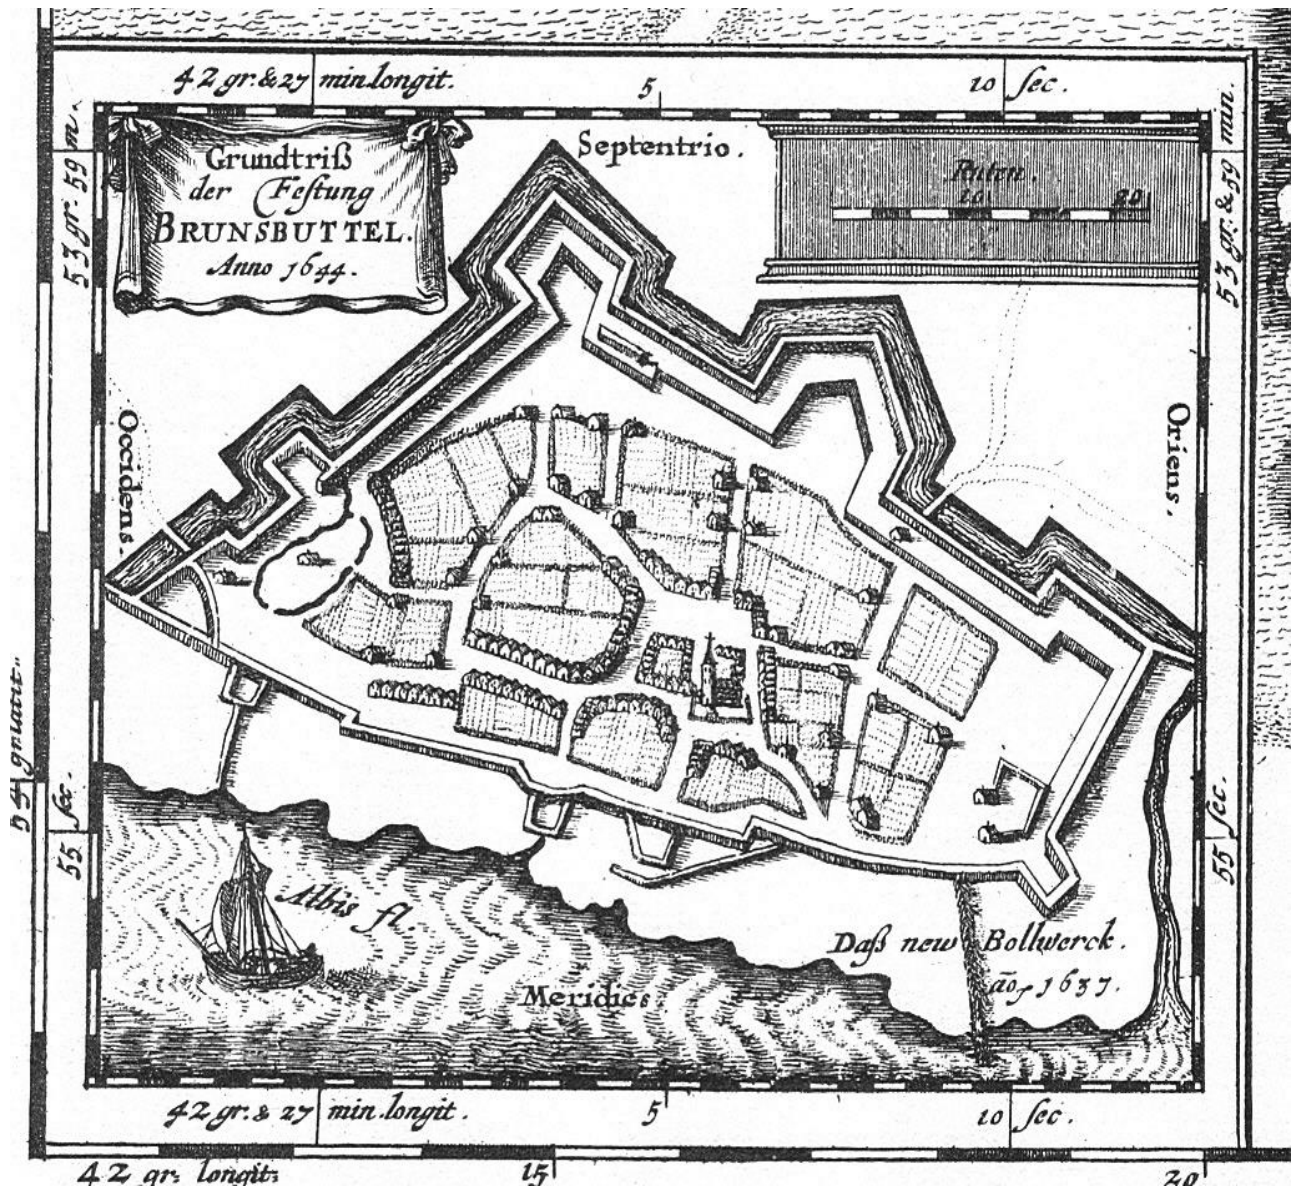 42 gr. & 27 min. longit.
5
10 ſec.
53 gr. 59 m.
53 gr. & 59 min.
Grundtriß
der Feſtung
BRUNSBUTTEL.
Anno 1644.
Septentrio.
Ruten.
10
20
Occidens.
Oriens.
55 ſec.
55 ſec.
Albis fl.
Meridies.
Daß new Bollwerck.
ao, 1637.
42 gr. & 27 min. longit.
5
10 ſec.
42 gr: longit:
15
20